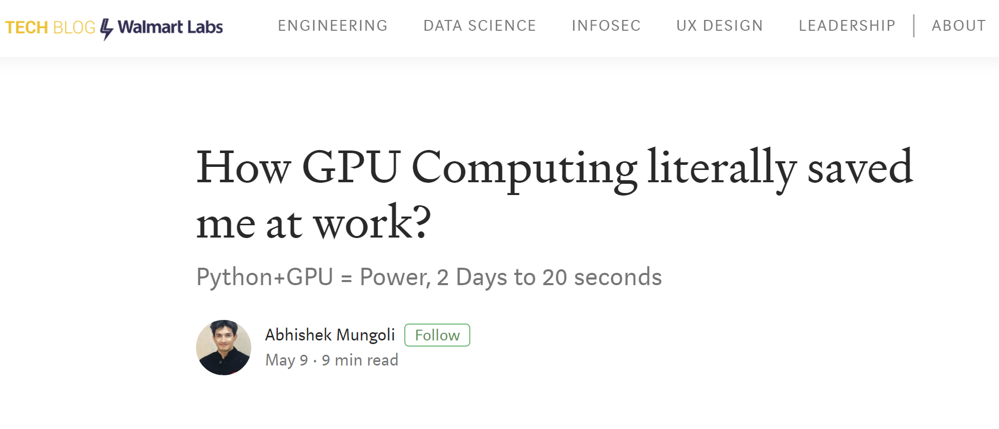 TECH BLOG Walmart Labs ENGINEERING DATA SCIENCE INFOSEC UX DESIGN LEADERSHIP ABOUT
How GPU Computing literally saved
me at work?
Python+GPU = Power, 2 Days to 20 seconds
Abhishek Mungoli Follow
May 9 · 9 min read